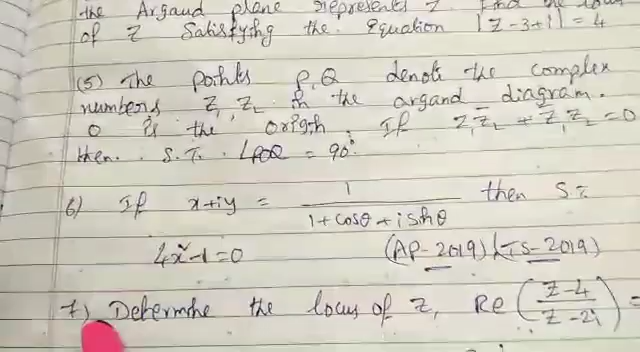 the Argand plane represents Z. Find the locus
of Z Satisfying the Equation |Z-3+i|=4
(5) The points P,Q denote the complex
numbers Z₁, Z₂ in the argand diagram.
O is the origin. If Z₁Z̄₂ + Z̄₁Z₂ = 0
then. S.T. ∠POQ = 90°.
6) If x+iy = 1/(1+cosθ+isinθ) then S.T
4x²-1=0 (AP-2019)(TS-2019)
7) Determine the locus of Z, Re((Z-4)/(Z-2i)) =